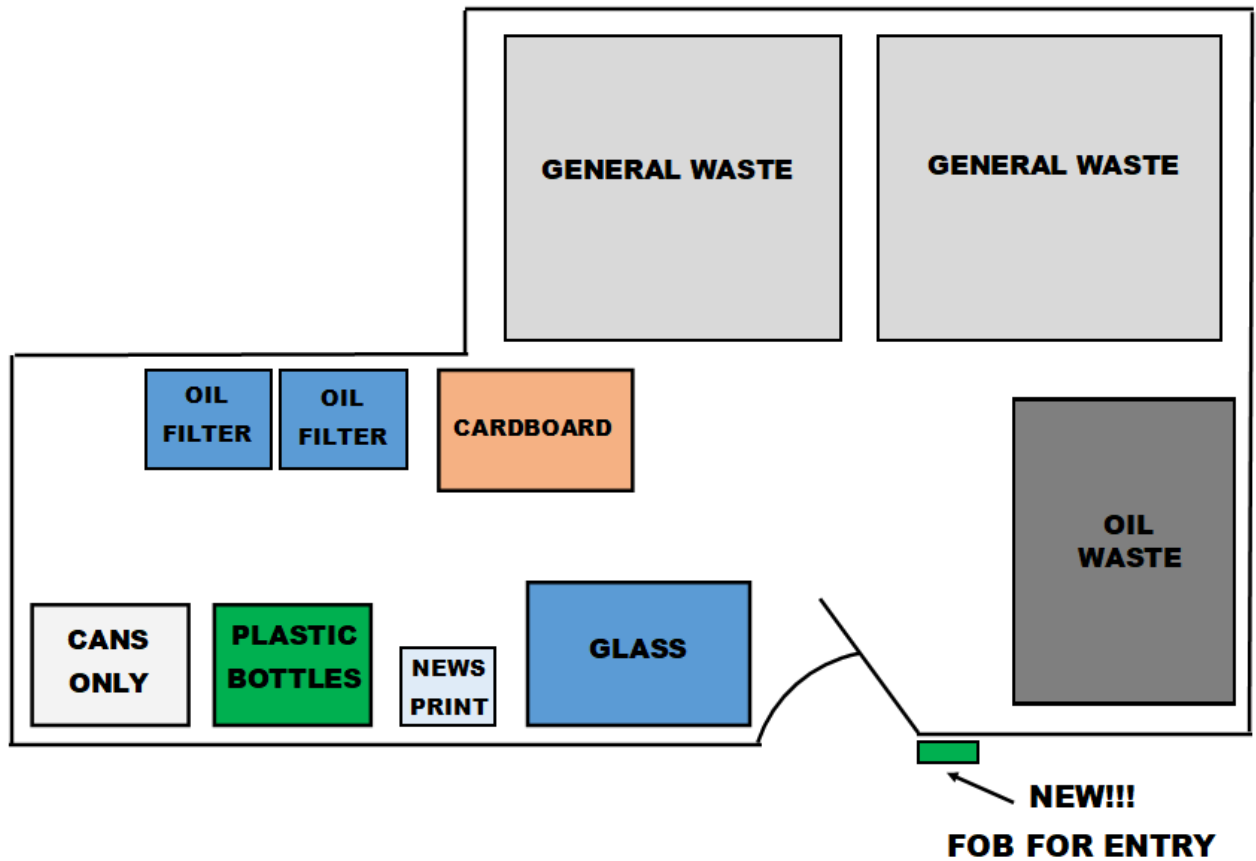 GENERAL WASTE
GENERAL WASTE
OIL
FILTER
OIL
FILTER
CARDBOARD
OIL
WASTE
CANS
ONLY
PLASTIC
BOTTLES
NEWS
PRINT
GLASS
NEW!!!
FOB FOR ENTRY